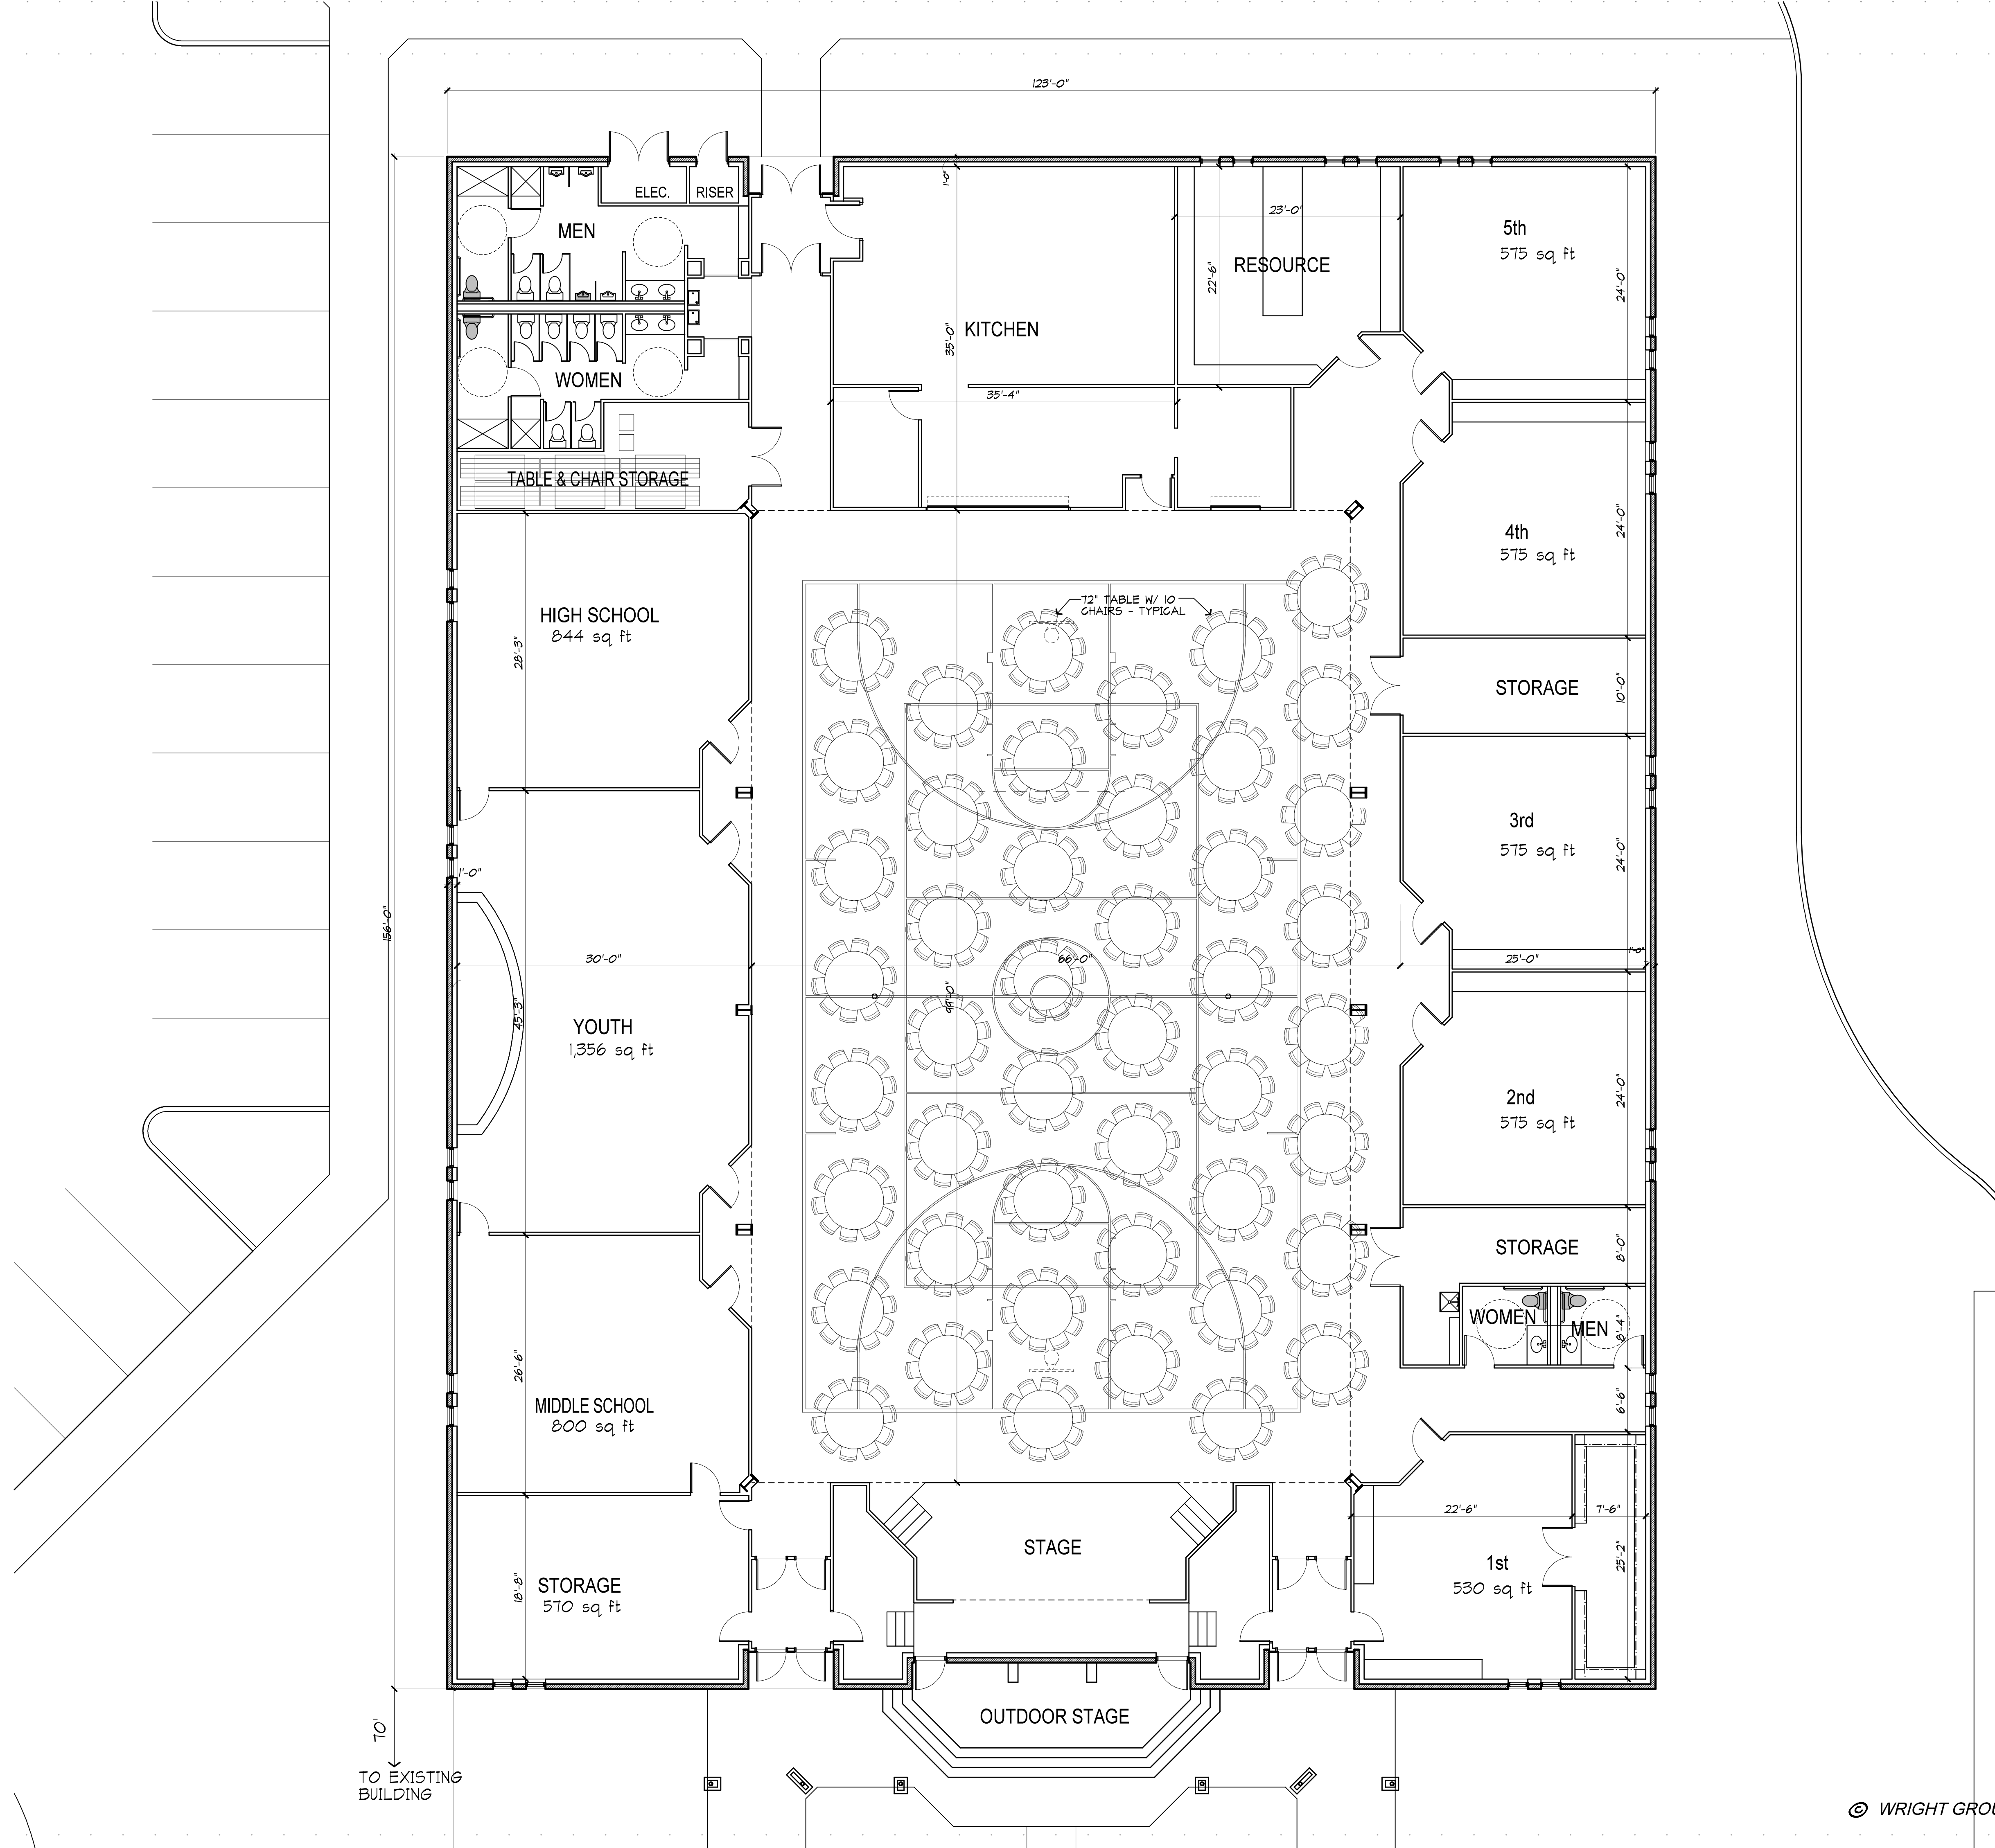 123'-0"
ELEC.
RISER
1'-0"
MEN
23'-0"
5th
575 sq ft
RESOURCE
22'-6"
24'-0"
KITCHEN
35'-0"
WOMEN
35'-4"
TABLE & CHAIR STORAGE
4th
575 sq ft
24'-0"
72" TABLE W/ 10
CHAIRS - TYPICAL
HIGH SCHOOL
844 sq ft
28'-3"
STORAGE
10'-0"
3rd
575 sq ft
24'-0"
1'-0"
156'-0"
30'-0"
66'-0"
25'-0"
1'-0"
99'-0"
45'-3"
YOUTH
1,356 sq ft
2nd
575 sq ft
24'-0"
STORAGE
8'-0"
WOMEN
MEN
8'-4"
26'-6"
6'-6"
MIDDLE SCHOOL
800 sq ft
22'-6"
7'-6"
STAGE
25'-2"
1st
530 sq ft
STORAGE
570 sq ft
18'-8"
OUTDOOR STAGE
70'
TO EXISTING
BUILDING
© WRIGHT GROU